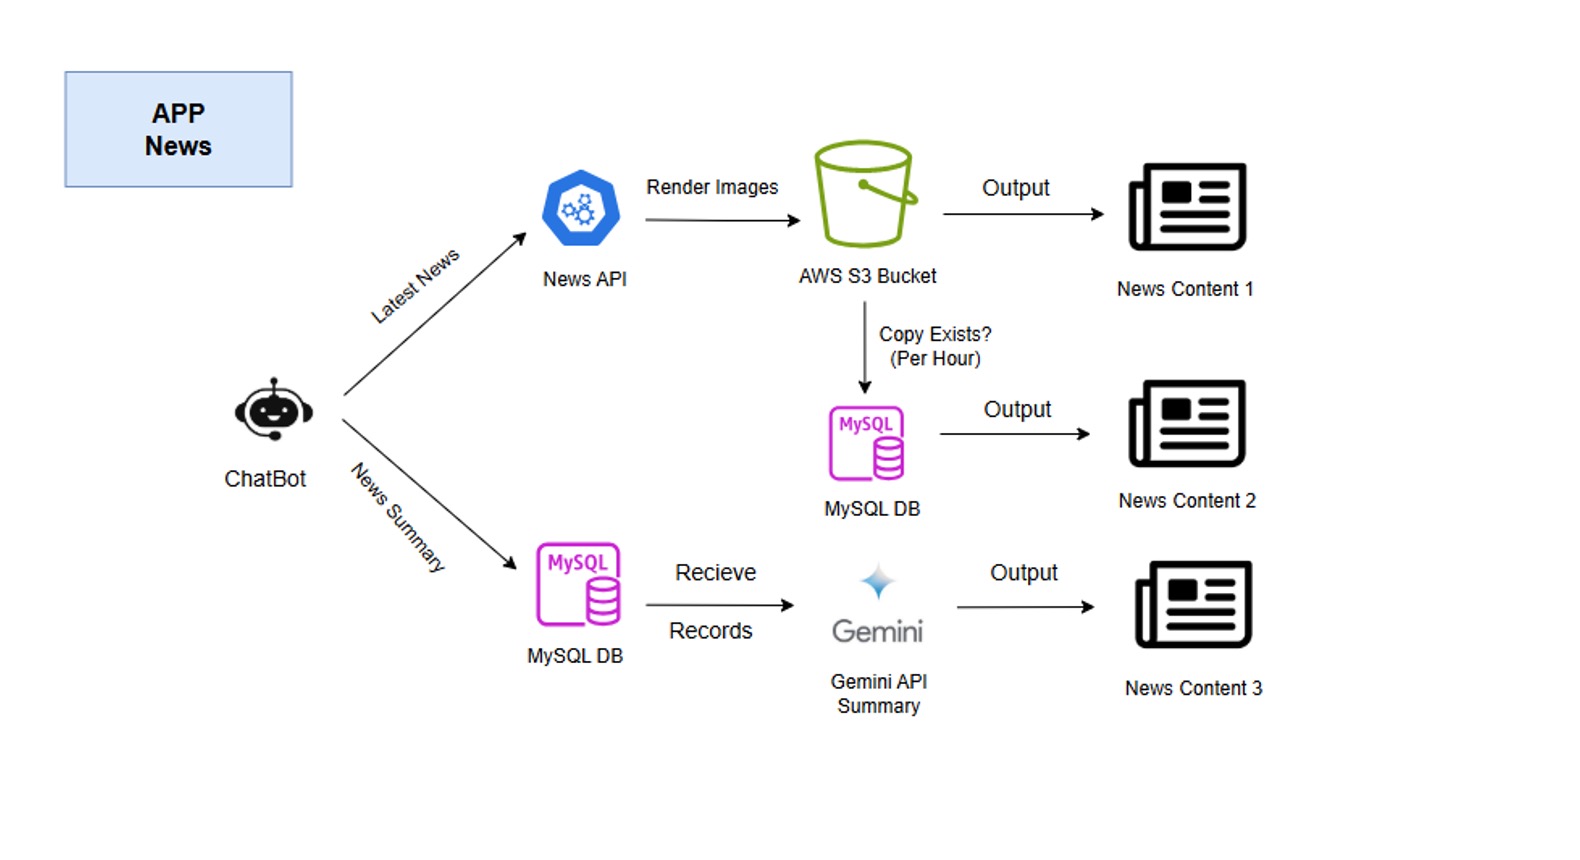 APP
News
Latest News
News API
Render Images
AWS S3 Bucket
Output
News Content 1
Copy Exists?
(Per Hour)
MySQL
MySQL DB
Output
News Content 2
ChatBot
News Summary
MySQL
MySQL DB
Recieve
Records
Gemini
Gemini API
Summary
Output
News Content 3